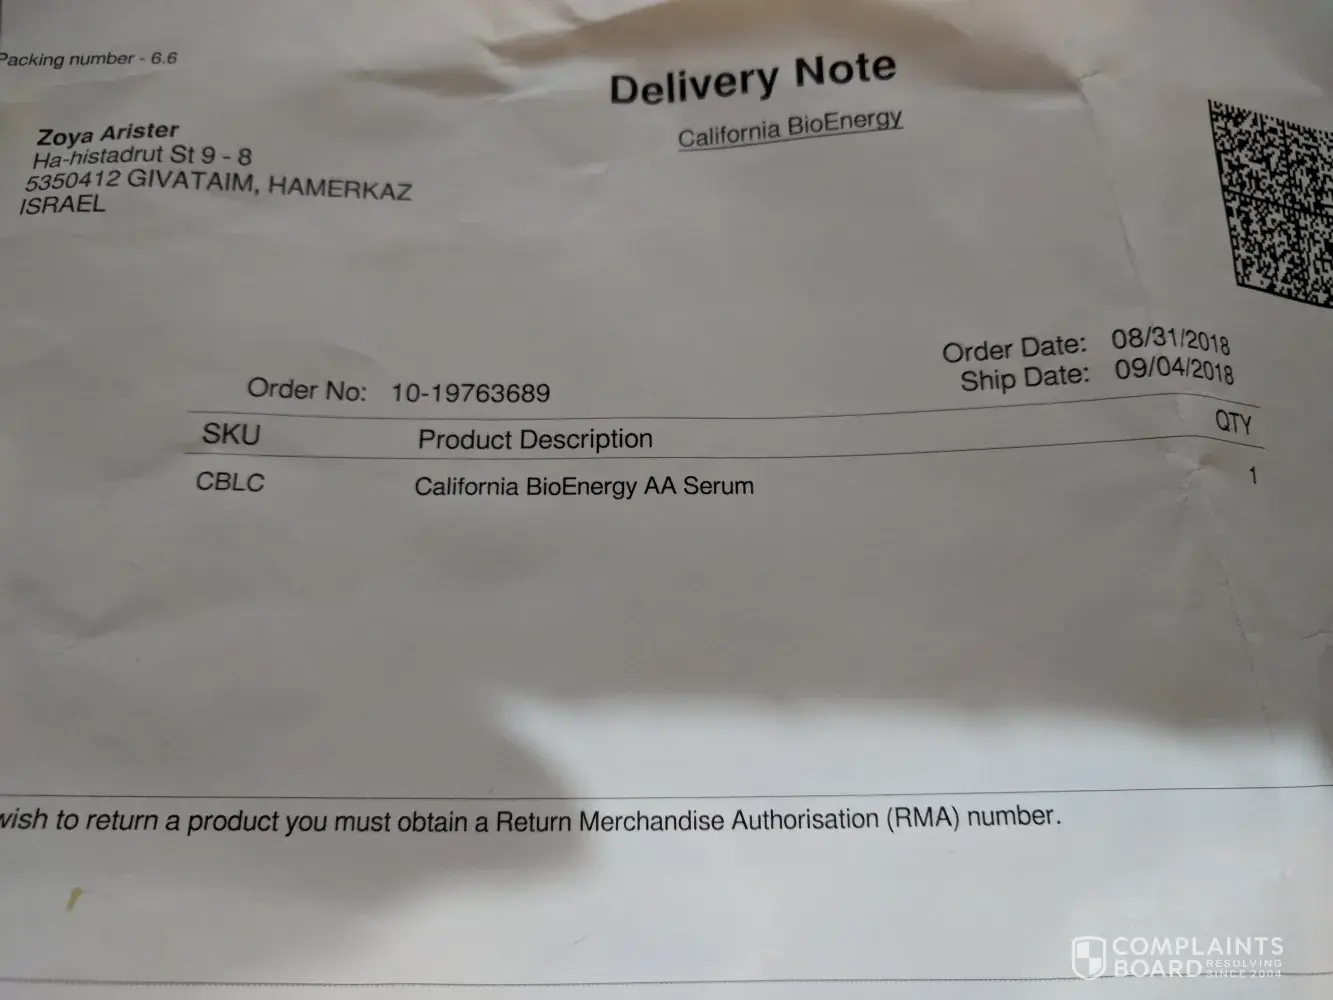 Packing number - 6.6
Delivery Note
California BioEnergy
Zoya Arister
Ha-histadrut St 9 - 8
5350412 GIVATAIM, HAMERKAZ
ISRAEL
Order Date: 08/31/2018
Ship Date: 09/04/2018
Order No: 10-19763689
SKU Product Description QTY
CBLC California BioEnergy AA Serum 1
wish to return a product you must obtain a Return Merchandise Authorisation (RMA) number.
COMPLAINTS
BOARD RESOLVING
SINCE 2004